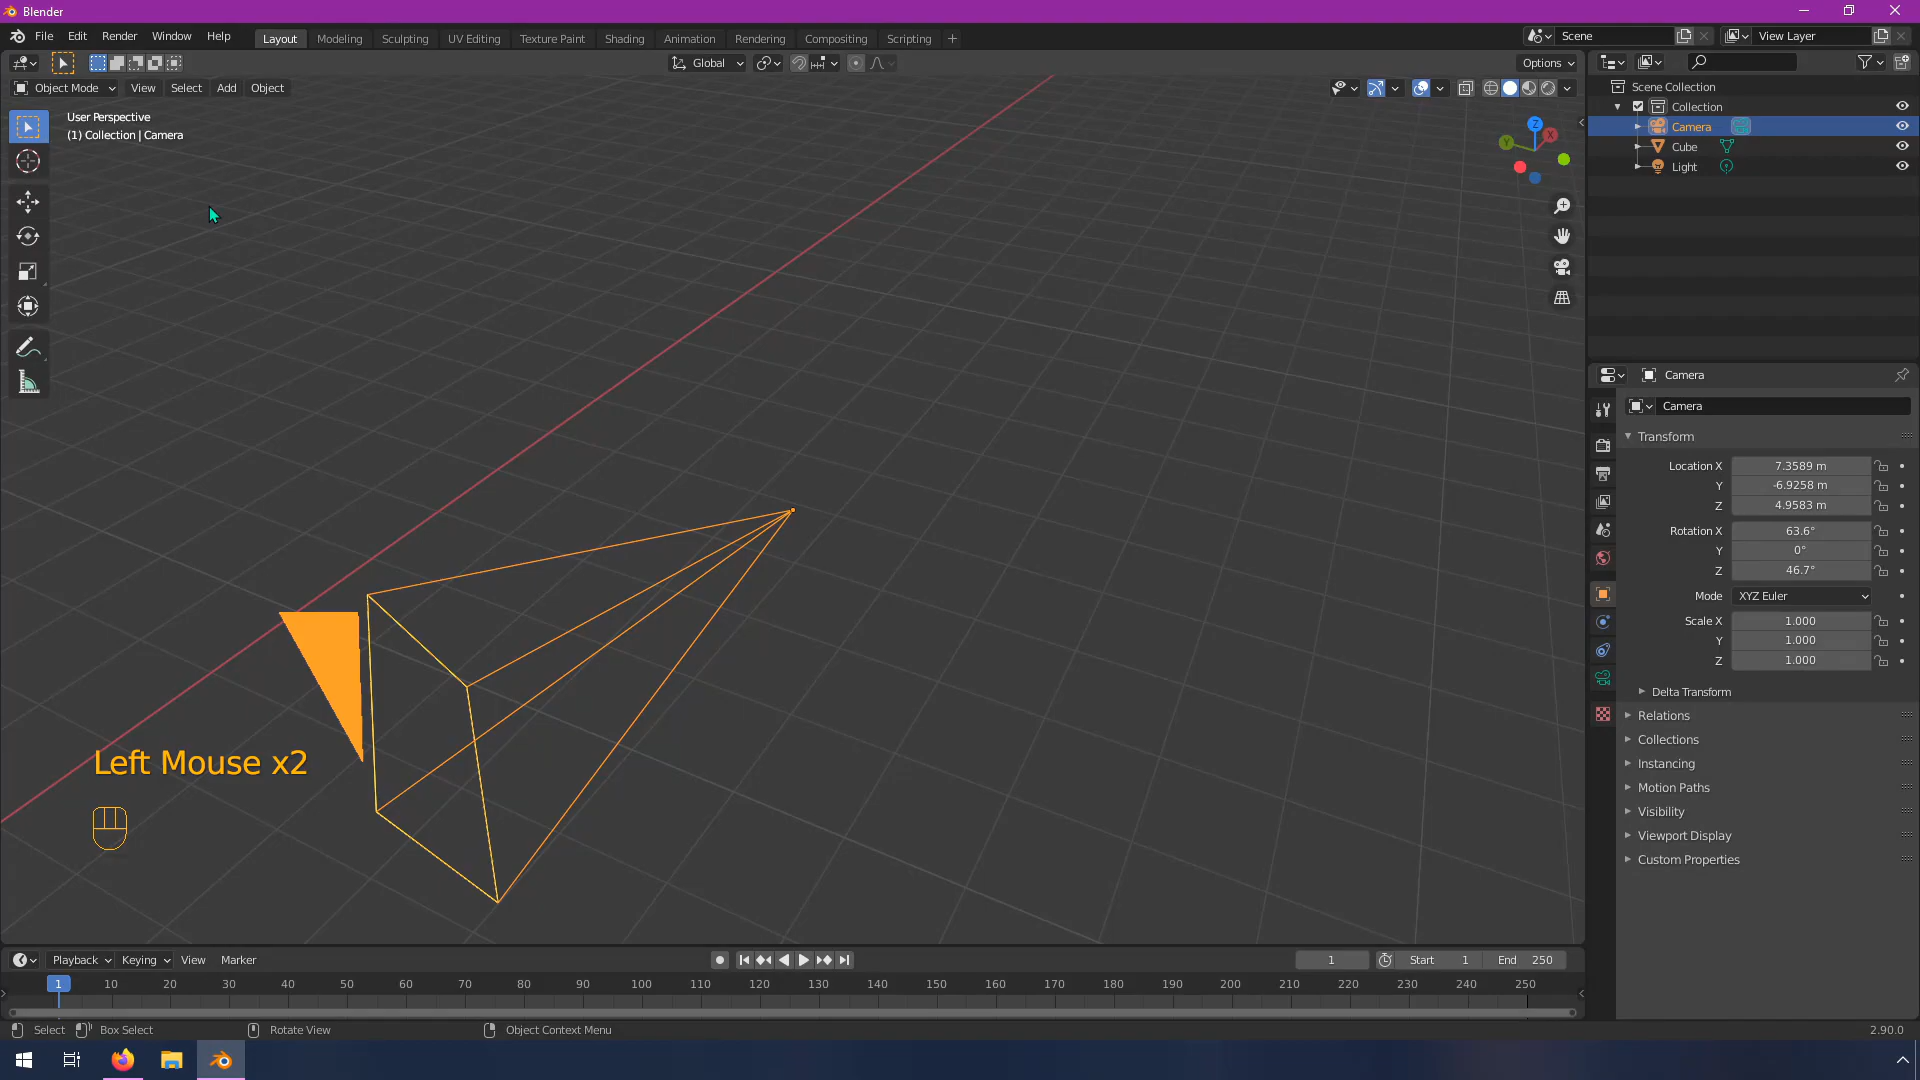 Blender
File Edit Render Window Help
Layout Modeling Sculpting UV Editing Texture Paint Shading Animation Rendering Compositing Scripting +
Scene
View Layer
Global
Options
Object Mode View Select Add Object
User Perspective
(1) Collection | Camera
Z
X
Y
Scene Collection
Collection
Camera
Cube
Light
Camera
Camera
Transform
Location X 7.3589 m
Y -6.9258 m
Z 4.9583 m
Rotation X 63.6°
Y 0°
Z 46.7°
Mode XYZ Euler
Scale X 1.000
Y 1.000
Z 1.000
Delta Transform
Relations
Collections
Instancing
Motion Paths
Visibility
Viewport Display
Custom Properties
Left Mouse x2
Playback Keying View Marker
1
Start 1
End 250
1 10 20 30 40 50 60 70 80 90 100 110 120 130 140 150 160 170 180 190 200 210 220 230 240 250
Select Box Select Rotate View Object Context Menu
2.90.0